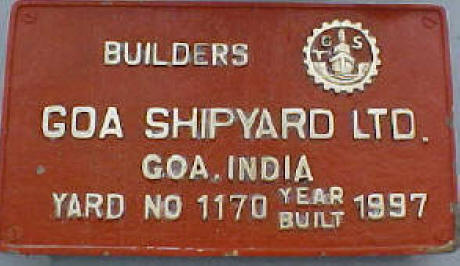 BUILDERS
G S
GOA SHIPYARD LTD.
GOA. INDIA
YARD NO 1170 YEAR BUILT 1997